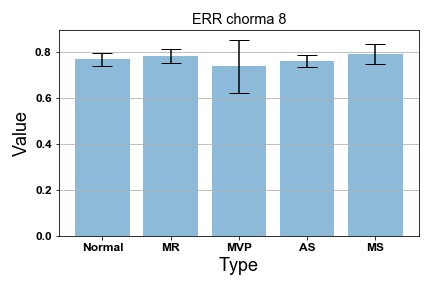 ERR chorma 8
Value
0.8
0.6
0.4
0.2
0.0
Normal MR MVP AS MS
Type